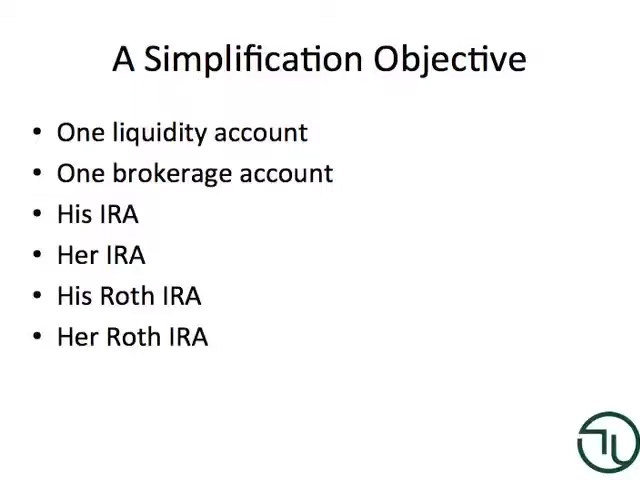 A Simplification Objective
• One liquidity account
• One brokerage account
• His IRA
• Her IRA
• His Roth IRA
• Her Roth IRA